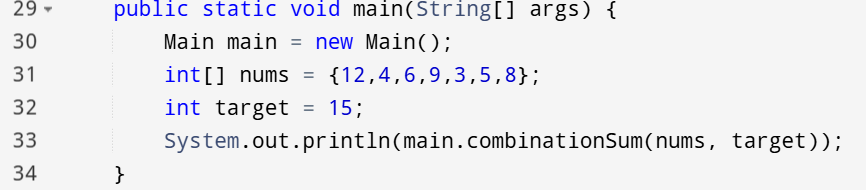 29 public static void main(String[] args) {
30 Main main = new Main();
31 int[] nums = {12,4,6,9,3,5,8};
32 int target = 15;
33 System.out.println(main.combinationSum(nums, target));
34 }